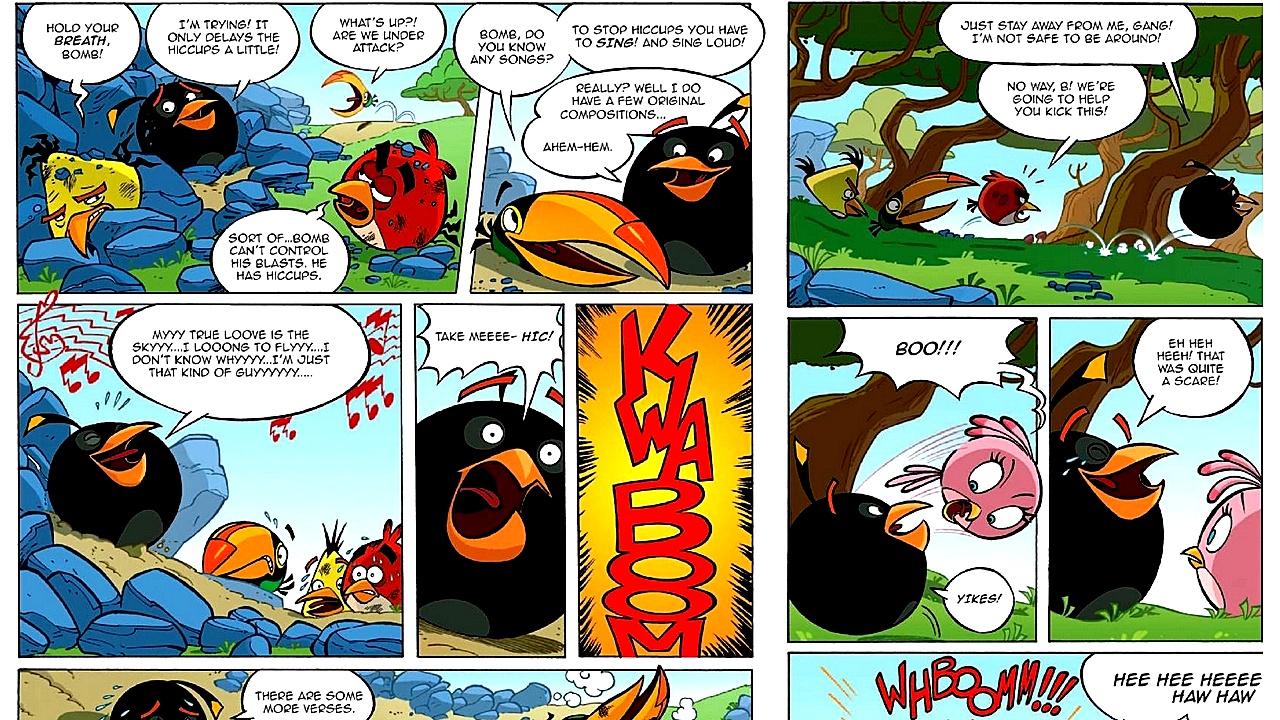 HOLD YOUR
BREATH,
BOMB!
I'M TRYING! IT
ONLY DELAYS THE
HICCUPS A LITTLE!
WHAT'S UP?!
ARE WE UNDER
ATTACK?
SORT OF...BOMB
CAN'T CONTROL
HIS BLASTS. HE
HAS HICCUPS.
BOMB, DO
YOU KNOW
ANY SONGS?
TO STOP HICCUPS YOU HAVE
TO SING! AND SING LOUD!
REALLY? WELL I DO
HAVE A FEW ORIGINAL
COMPOSITIONS...
AHEM-HEM.
MYYY TRUE LOOVE IS THE
SKYYY...I LOOONG TO FLYYY...I
DON'T KNOW WHYYYY...I'M JUST
THAT KIND OF GUYYYYYY.....
TAKE MEEEE- HIC!
KWABOOM
THERE ARE SOME
MORE VERSES.
JUST STAY AWAY FROM ME, GANG!
I'M NOT SAFE TO BE AROUND!
NO WAY, B! WE'RE
GOING TO HELP
YOU KICK THIS!
BOO!!!
YIKES!
EH HEH
HEEH! THAT
WAS QUITE
A SCARE!
WHBOOMM!!!
HEE HEE HEEEE
HAW HAW